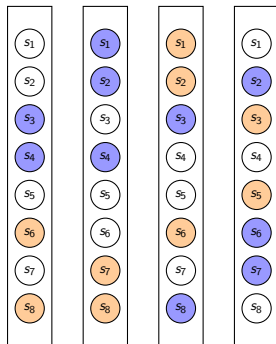 s₁ s₁ s₁ s₁
s₂ s₂ s₂ s₂
s₃ s₃ s₃ s₃
s₄ s₄ s₄ s₄
s₅ s₅ s₅ s₅
s₆ s₆ s₆ s₆
s₇ s₇ s₇ s₇
s₈ s₈ s₈ s₈